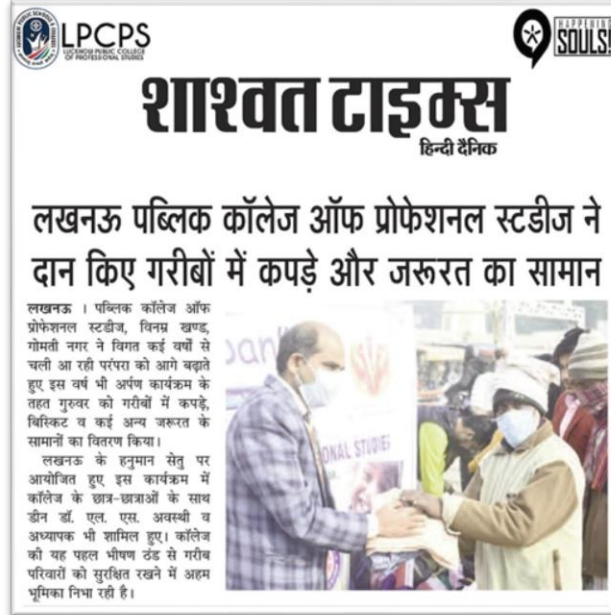 LPCPS
LUCKNOW PUBLIC COLLEGE
OF PROFESSIONAL STUDIES
HAPPENING
SOULS!
शाश्वत टाइम्स
हिन्दी दैनिक
लखनऊ पब्लिक कॉलेज ऑफ प्रोफेशनल स्टडीज ने
दान किए गरीबों में कपड़े और जरूरत का सामान
लखनऊ । पब्लिक कॉलेज ऑफ
प्रोफेशनल स्टडीज, विनम्र खण्ड,
गोमती नगर ने विगत कई वर्षों से
चली आ रही परंपरा को आगे बढ़ाते
हुए इस वर्ष भी अर्पण कार्यक्रम के
तहत गुरुवर को गरीबों में कपड़े,
बिस्किट व कई अन्य जरूरत के
सामानों का वितरण किया।
लखनऊ के हनुमान सेतु पर
आयोजित हुए इस कार्यक्रम में
कॉलेज के छात्र-छात्राओं के साथ
डीन डॉ. एल. एस. अवस्थी व
अध्यापक भी शामिल हुए। कॉलेज
की यह पहल भीषण ठंड से गरीब
परिवारों को सुरक्षित रखने में अहम
भूमिका निभा रही है।
pan"
ONAL STUDIES